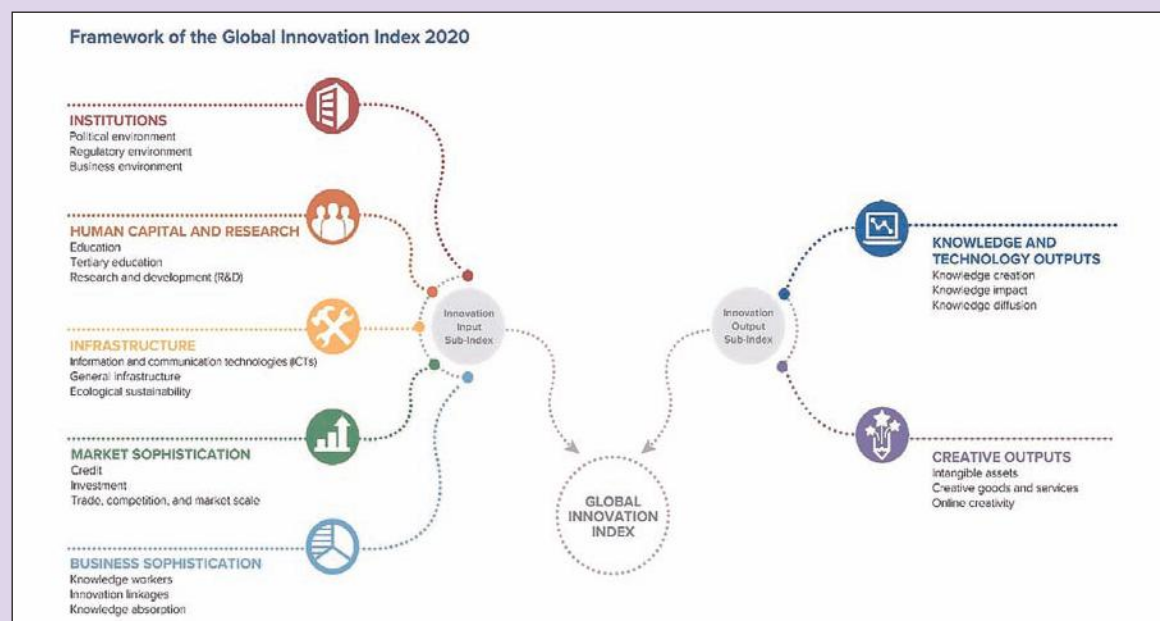 Framework of the Global Innovation Index 2020
INSTITUTIONS
Political environment
Regulatory environment
Business environment
HUMAN CAPITAL AND RESEARCH
Education
Tertiary education
Research and development (R&D)
INFRASTRUCTURE
Information and communication technologies (ICTs)
General infrastructure
Ecological sustainability
MARKET SOPHISTICATION
Credit
Investment
Trade, competition, and market scale
BUSINESS SOPHISTICATION
Knowledge workers
Innovation linkages
Knowledge absorption
Innovation
Input
Sub-Index
Innovation
Output
Sub-Index
GLOBAL
INNOVATION
INDEX
KNOWLEDGE AND
TECHNOLOGY OUTPUTS
Knowledge creation
Knowledge impact
Knowledge diffusion
CREATIVE OUTPUTS
Intangible assets
Creative goods and services
Online creativity